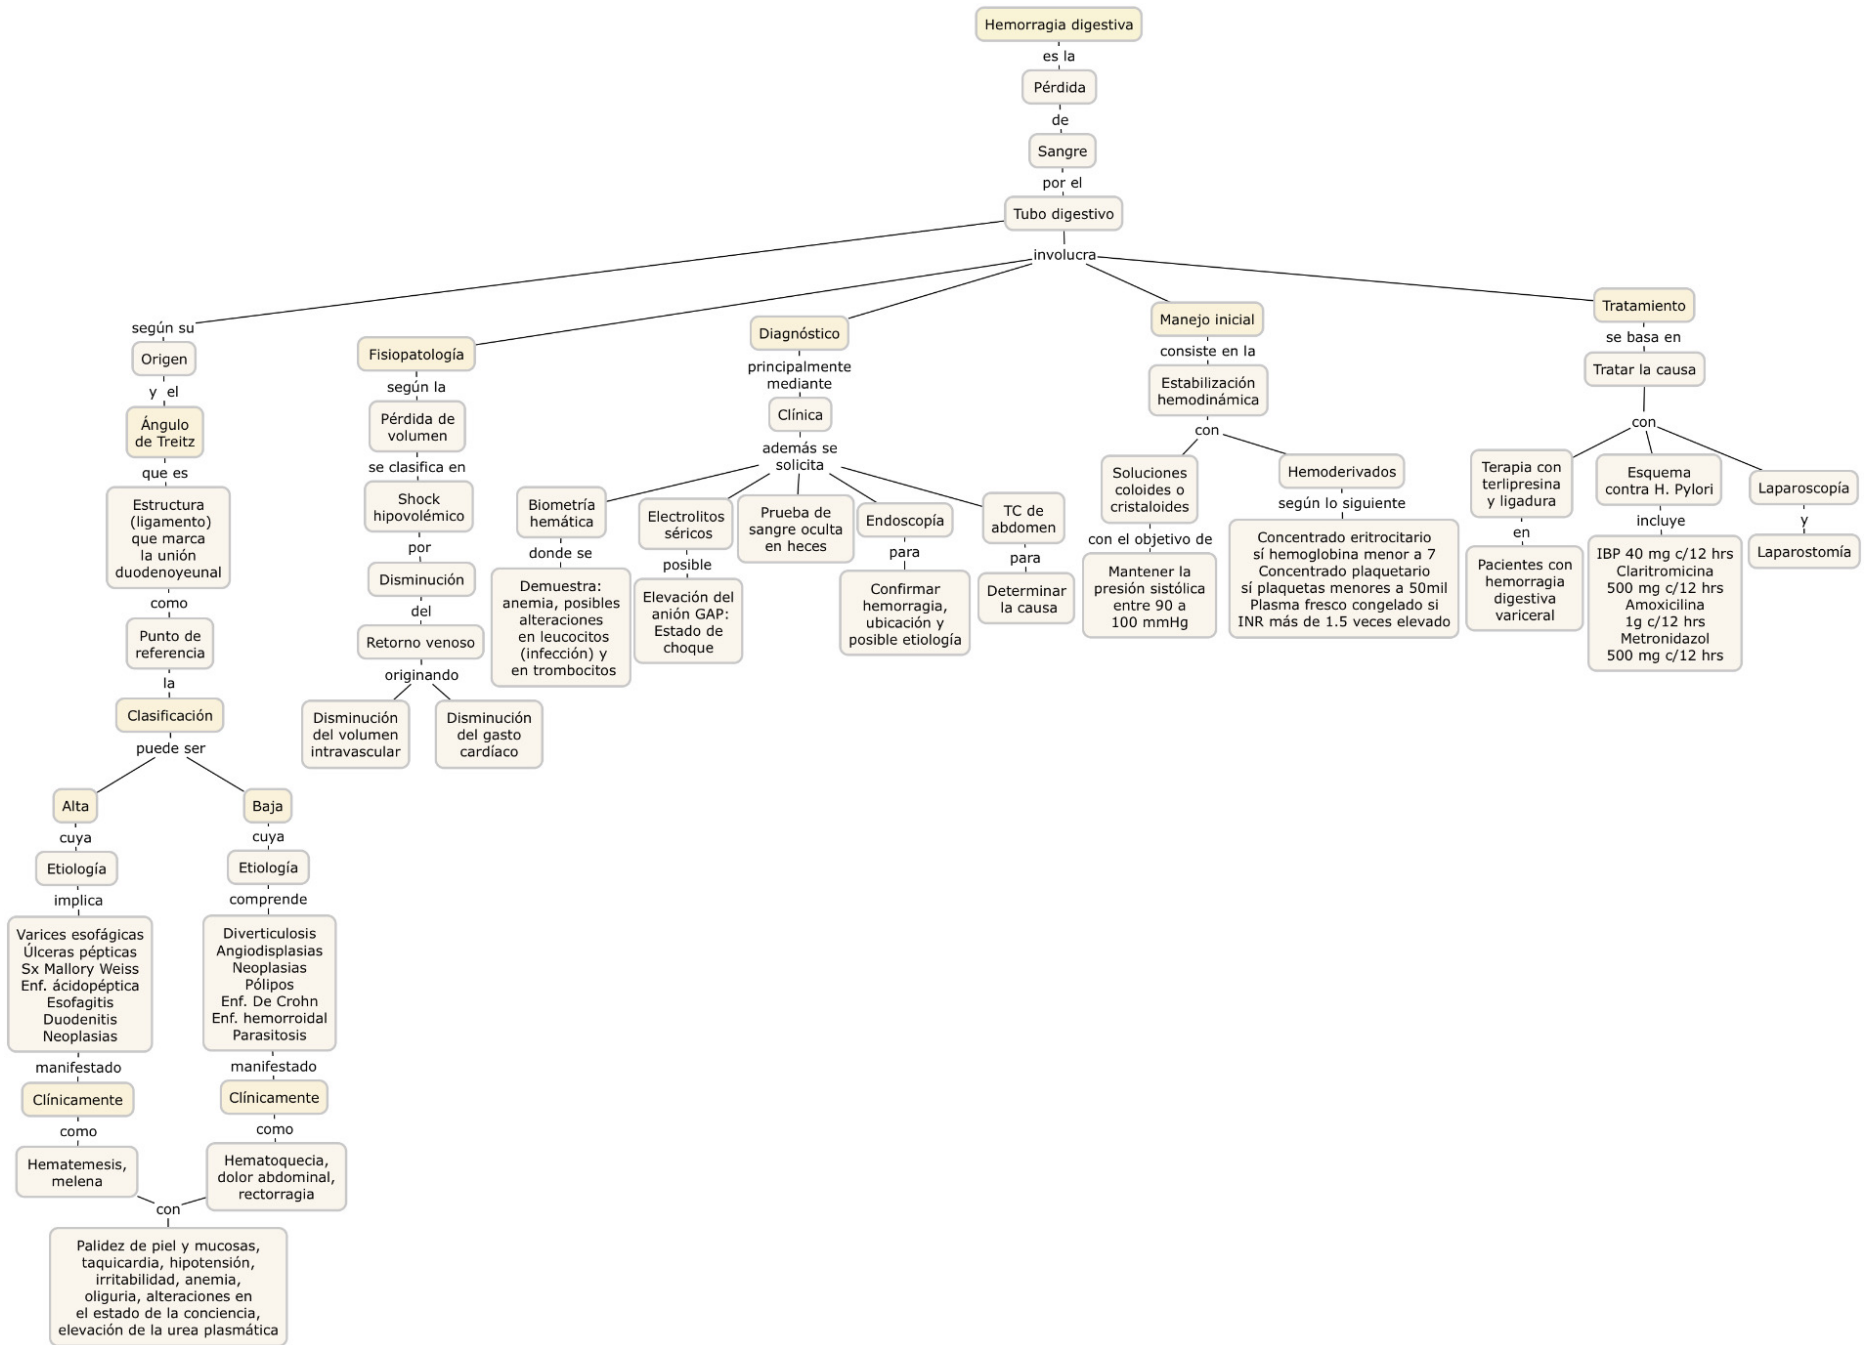 Hemorragia digestiva
es la
Pérdida
de
Sangre
por el
Tubo digestivo
involucra
según su
Origen
y el
Ángulo
de Treitz
que es
Estructura
(ligamento)
que marca
la unión
duodenoyeunal
como
Punto de
referencia
la
Clasificación
puede ser
Alta
cuya
Etiología
implica
Varices esofágicas
Úlceras pépticas
Sx Mallory Weiss
Enf. ácidopéptica
Esofagitis
Duodenitis
Neoplasias
manifestado
Clínicamente
como
Hematemesis,
melena
Baja
cuya
Etiología
comprende
Diverticulosis
Angiodisplasias
Neoplasias
Pólipos
Enf. De Crohn
Enf. hemorroidal
Parasitosis
manifestado
Clínicamente
como
Hematoquecia,
dolor abdominal,
rectorragia
con
Palidez de piel y mucosas,
taquicardia, hipotensión,
irritabilidad, anemia,
oliguria, alteraciones en
el estado de la conciencia,
elevación de la urea plasmática
Fisiopatología
según la
Pérdida de
volumen
se clasifica en
Shock
hipovolémico
por
Disminución
del
Retorno venoso
originando
Disminución
del volumen
intravascular
Disminución
del gasto
cardíaco
Diagnóstico
principalmente
mediante
Clínica
además se
solicita
Biometría
hemática
donde se
Demuestra:
anemia, posibles
alteraciones
en leucocitos
(infección) y
en trombocitos
Electrolitos
séricos
posible
Elevación del
anión GAP:
Estado de
choque
Prueba de
sangre oculta
en heces
Endoscopía
para
Confirmar
hemorragia,
ubicación y
posible etiología
TC de
abdomen
para
Determinar
la causa
Manejo inicial
consiste en la
Estabilización
hemodinámica
con
Soluciones
coloides o
cristaloides
con el objetivo de
Mantener la
presión sistólica
entre 90 a
100 mmHg
Hemoderivados
según lo siguiente
Concentrado eritrocitario
sí hemoglobina menor a 7
Concentrado plaquetario
sí plaquetas menores a 50mil
Plasma fresco congelado si
INR más de 1.5 veces elevado
Tratamiento
se basa en
Tratar la causa
con
Terapia con
terlipresina
y ligadura
en
Pacientes con
hemorragia
digestiva
variceral
Esquema
contra H. Pylori
incluye
IBP 40 mg c/12 hrs
Claritromicina
500 mg c/12 hrs
Amoxicilina
1g c/12 hrs
Metronidazol
500 mg c/12 hrs
Laparoscopía
y
Laparostomía